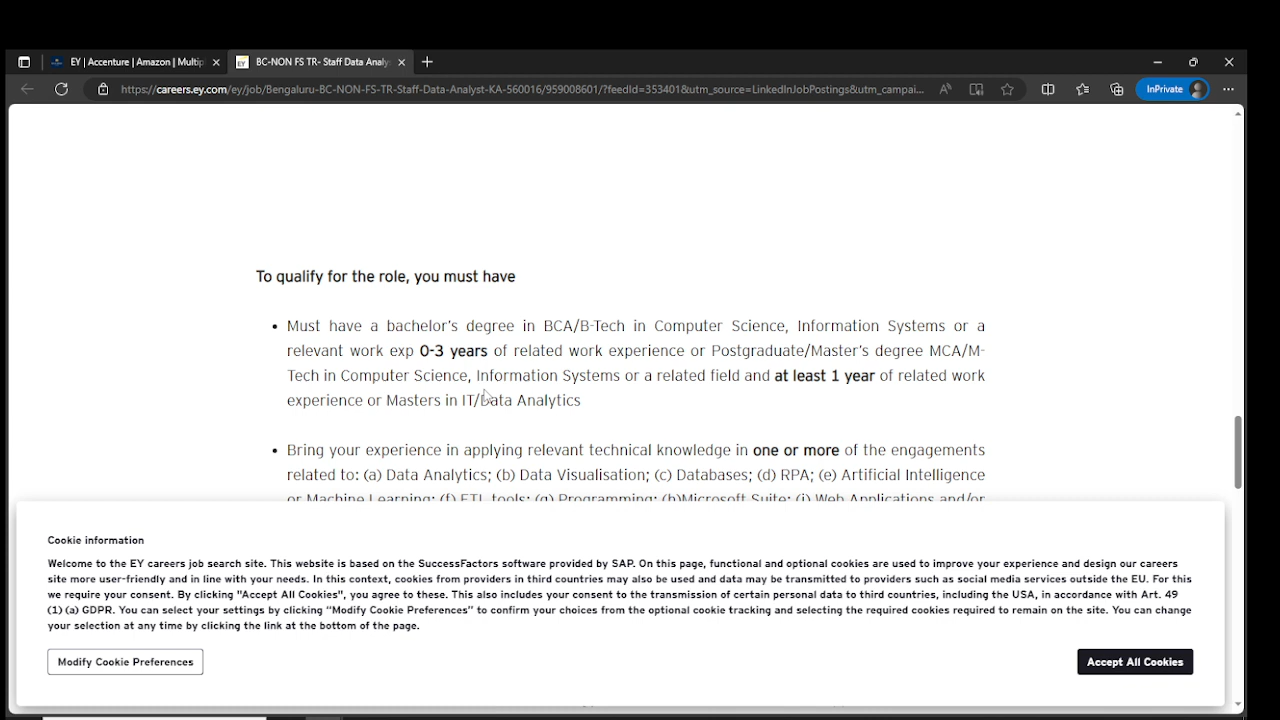 EY | Accenture | Amazon | Multip
BC-NON FS TR- Staff Data Analy
https://careers.ey.com/ey/job/Bengaluru-BC-NON-FS-TR-Staff-Data-Analyst-KA-560016/959008601/?feedId=353401&utm_source=LinkedInJobPostings&utm_campai...
InPrivate
To qualify for the role, you must have
• Must have a bachelor's degree in BCA/B-Tech in Computer Science, Information Systems or a
relevant work exp 0-3 years of related work experience or Postgraduate/Master's degree MCA/M-
Tech in Computer Science, Information Systems or a related field and at least 1 year of related work
experience or Masters in IT/Data Analytics
• Bring your experience in applying relevant technical knowledge in one or more of the engagements
related to: (a) Data Analytics; (b) Data Visualisation; (c) Databases; (d) RPA; (e) Artificial Intelligence
or Machine Learning; (f) ETL tools; (g) Programming; (h)Microsoft Suite; (i) Web Applications and/or
Cookie information
Welcome to the EY careers job search site. This website is based on the SuccessFactors software provided by SAP. On this page, functional and optional cookies are used to improve your experience and design our careers
site more user-friendly and in line with your needs. In this context, cookies from providers in third countries may also be used and data may be transmitted to providers such as social media services outside the EU. For this
we require your consent. By clicking "Accept All Cookies", you agree to these. This also includes your consent to the transmission of certain personal data to third countries, including the USA, in accordance with Art. 49
(1) (a) GDPR. You can select your settings by clicking "Modify Cookie Preferences" to confirm your choices from the optional cookie tracking and selecting the required cookies required to remain on the site. You can change
your selection at any time by clicking the link at the bottom of the page.
Modify Cookie Preferences
Accept All Cookies